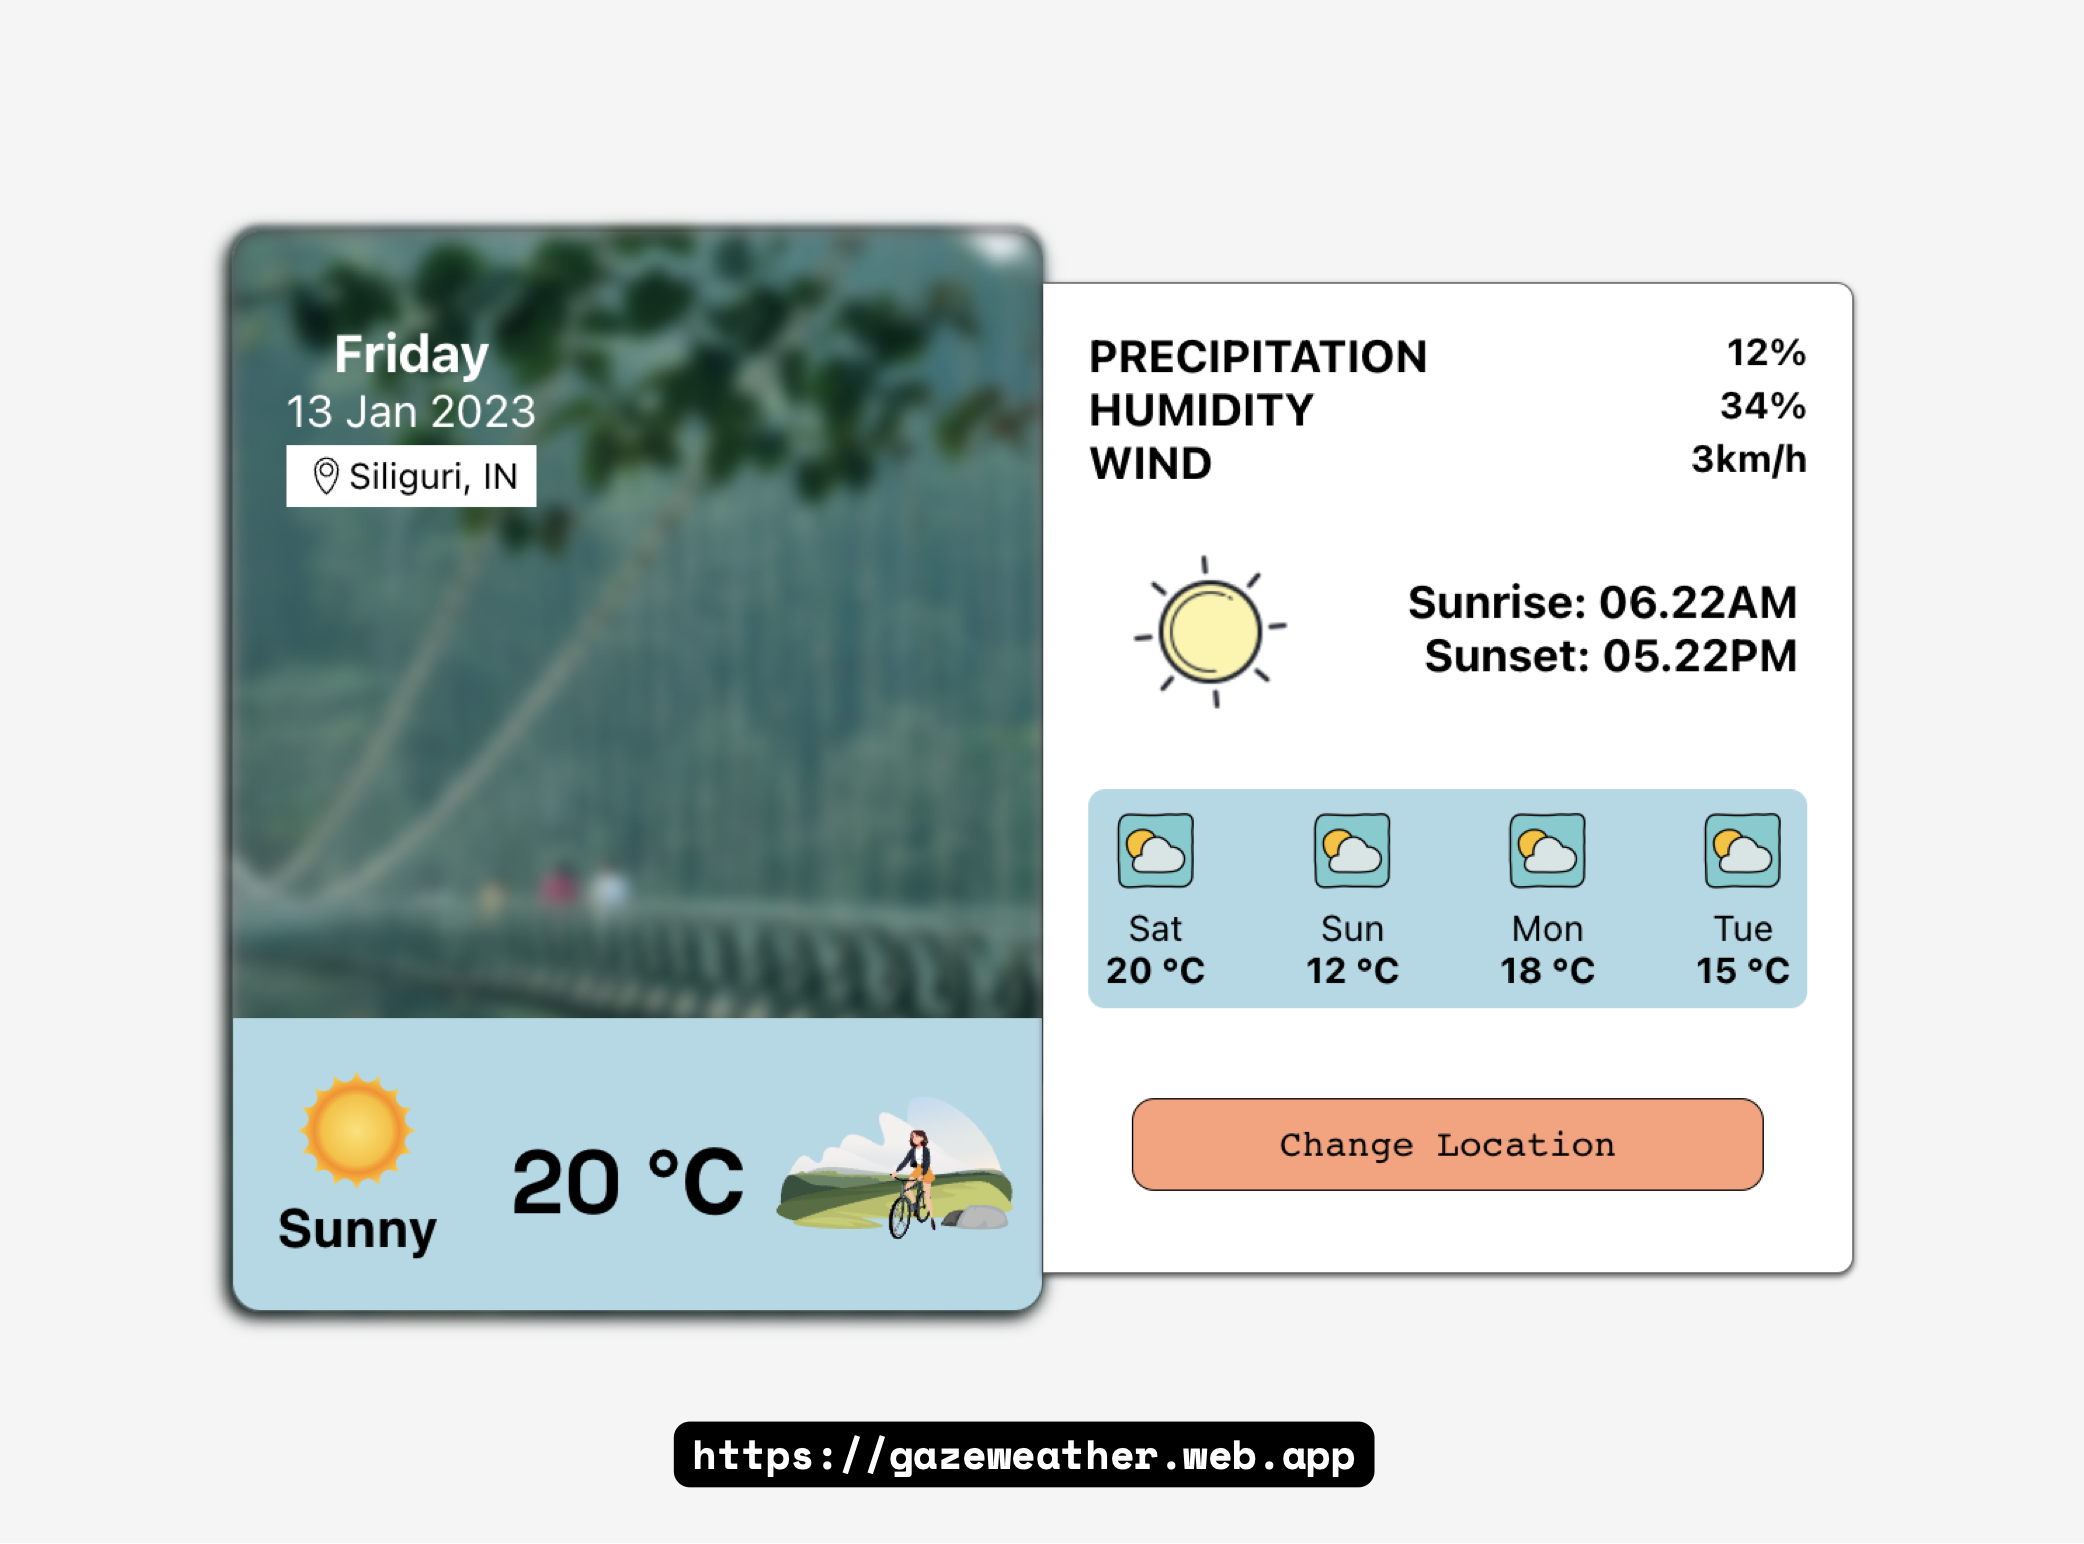 Friday
13 Jan 2023
Siliguri, IN
Sunny
20 °C
PRECIPITATION 12%
HUMIDITY 34%
WIND 3km/h
Sunrise: 06.22AM
Sunset: 05.22PM
Sat Sun Mon Tue
20 °C 12 °C 18 °C 15 °C
Change Location
https://gazeweather.web.app